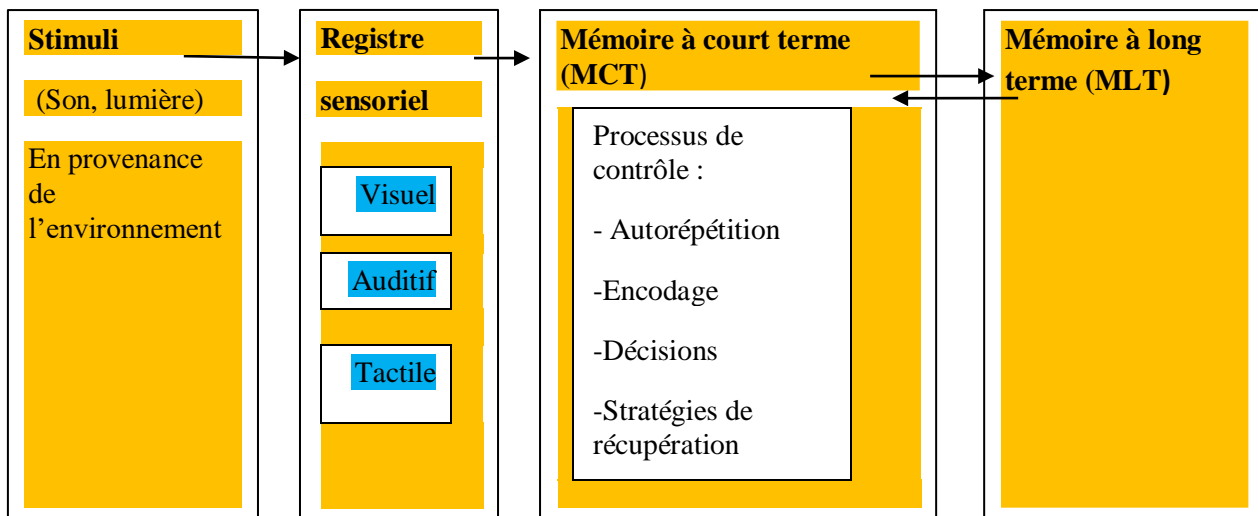 Stimuli
(Son, lumière)
En provenance
de
l’environnement
Registre
sensoriel
Visuel
Auditif
Tactile
Mémoire à court terme
(MCT)
Processus de
contrôle :
- Autorépétition
-Encodage
-Décisions
-Stratégies de
récupération
Mémoire à long
terme (MLT)